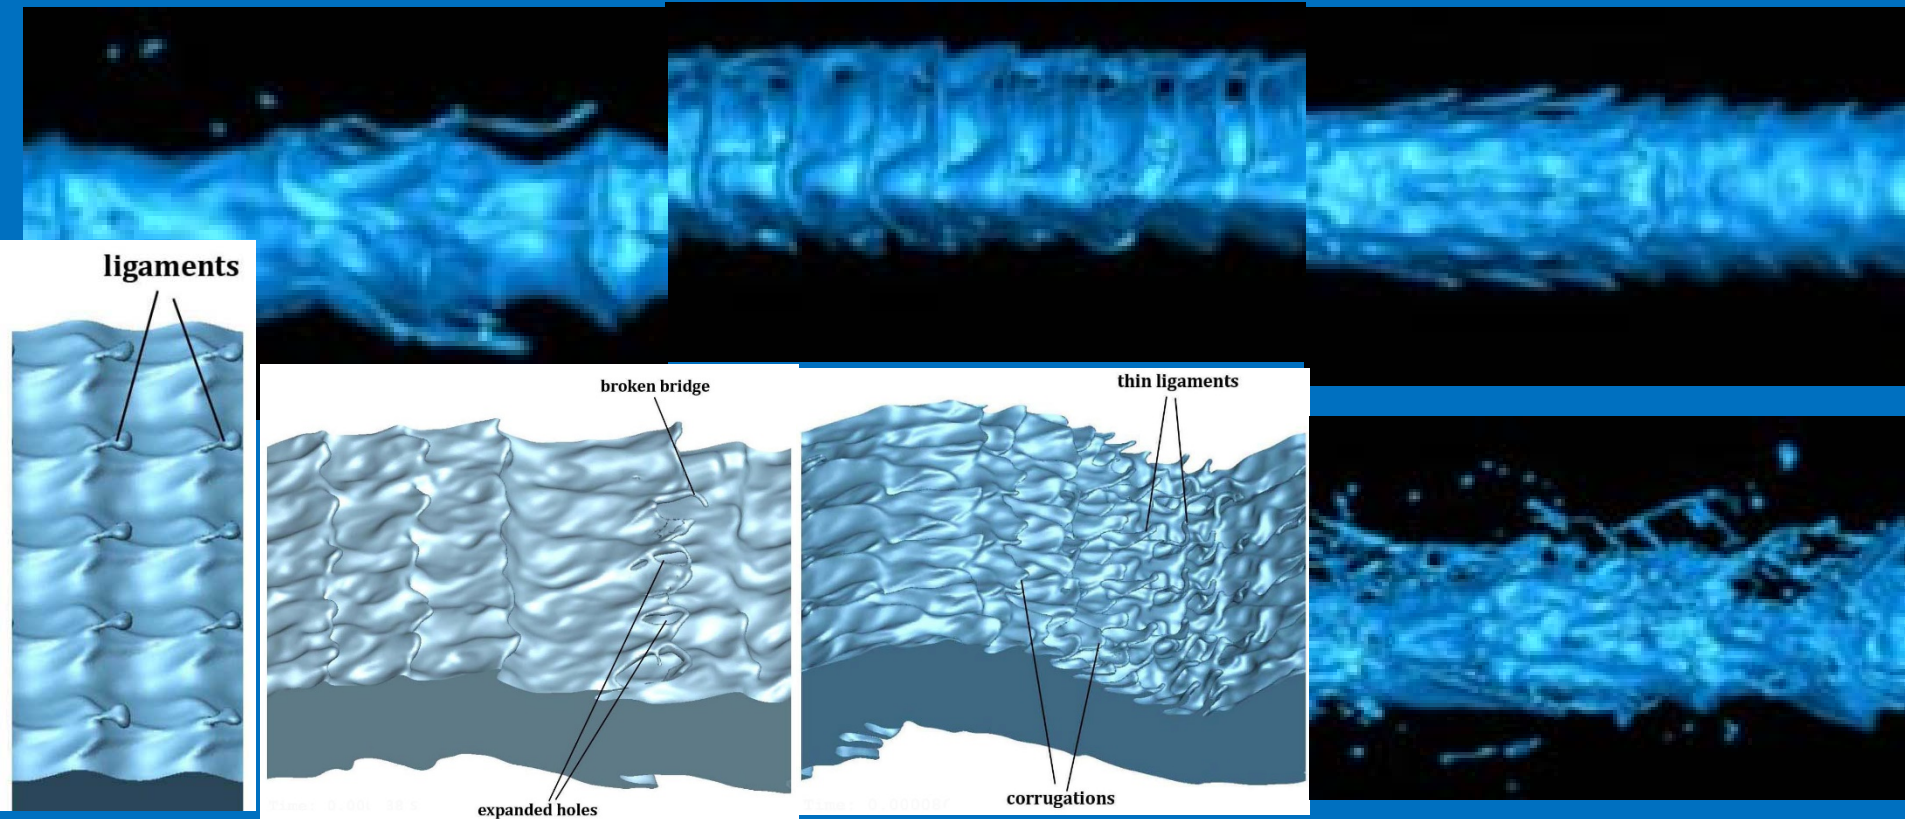 ligaments
broken bridge
thin ligaments
corrugations
expanded holes